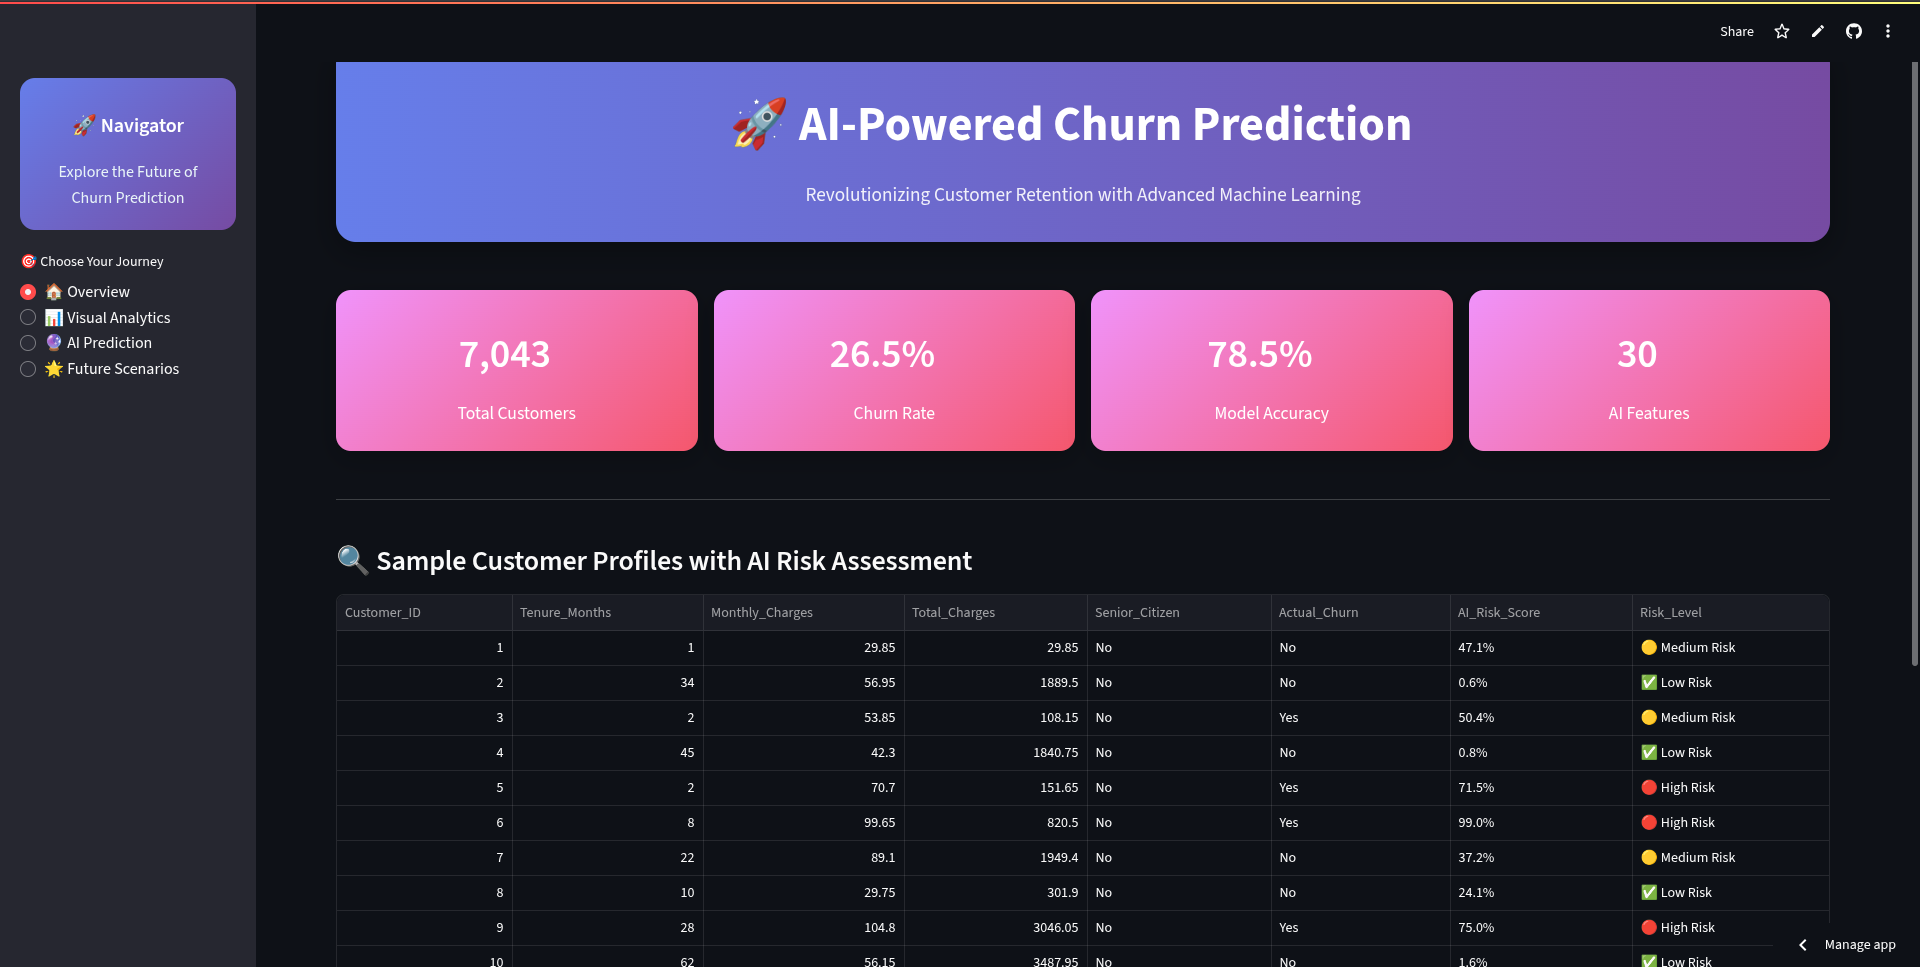 Share
🚀 Navigator
Explore the Future of
Churn Prediction
🎯 Choose Your Journey
🏠 Overview
📊 Visual Analytics
🔮 AI Prediction
🌟 Future Scenarios
🚀 AI-Powered Churn Prediction
Revolutionizing Customer Retention with Advanced Machine Learning
7,043
Total Customers
26.5%
Churn Rate
78.5%
Model Accuracy
30
AI Features
🔍 Sample Customer Profiles with AI Risk Assessment
Customer_ID Tenure_Months Monthly_Charges Total_Charges Senior_Citizen Actual_Churn AI_Risk_Score Risk_Level
1 1 29.85 29.85 No No 47.1% 🟡 Medium Risk
2 34 56.95 1889.5 No No 0.6% ✅ Low Risk
3 2 53.85 108.15 No Yes 50.4% 🟡 Medium Risk
4 45 42.3 1840.75 No No 0.8% ✅ Low Risk
5 2 70.7 151.65 No Yes 71.5% 🔴 High Risk
6 8 99.65 820.5 No Yes 99.0% 🔴 High Risk
7 22 89.1 1949.4 No No 37.2% 🟡 Medium Risk
8 10 29.75 301.9 No No 24.1% ✅ Low Risk
9 28 104.8 3046.05 No Yes 75.0% 🔴 High Risk
10 62 56.15 3487.95 No No 1.6% ✅ Low Risk
Manage app